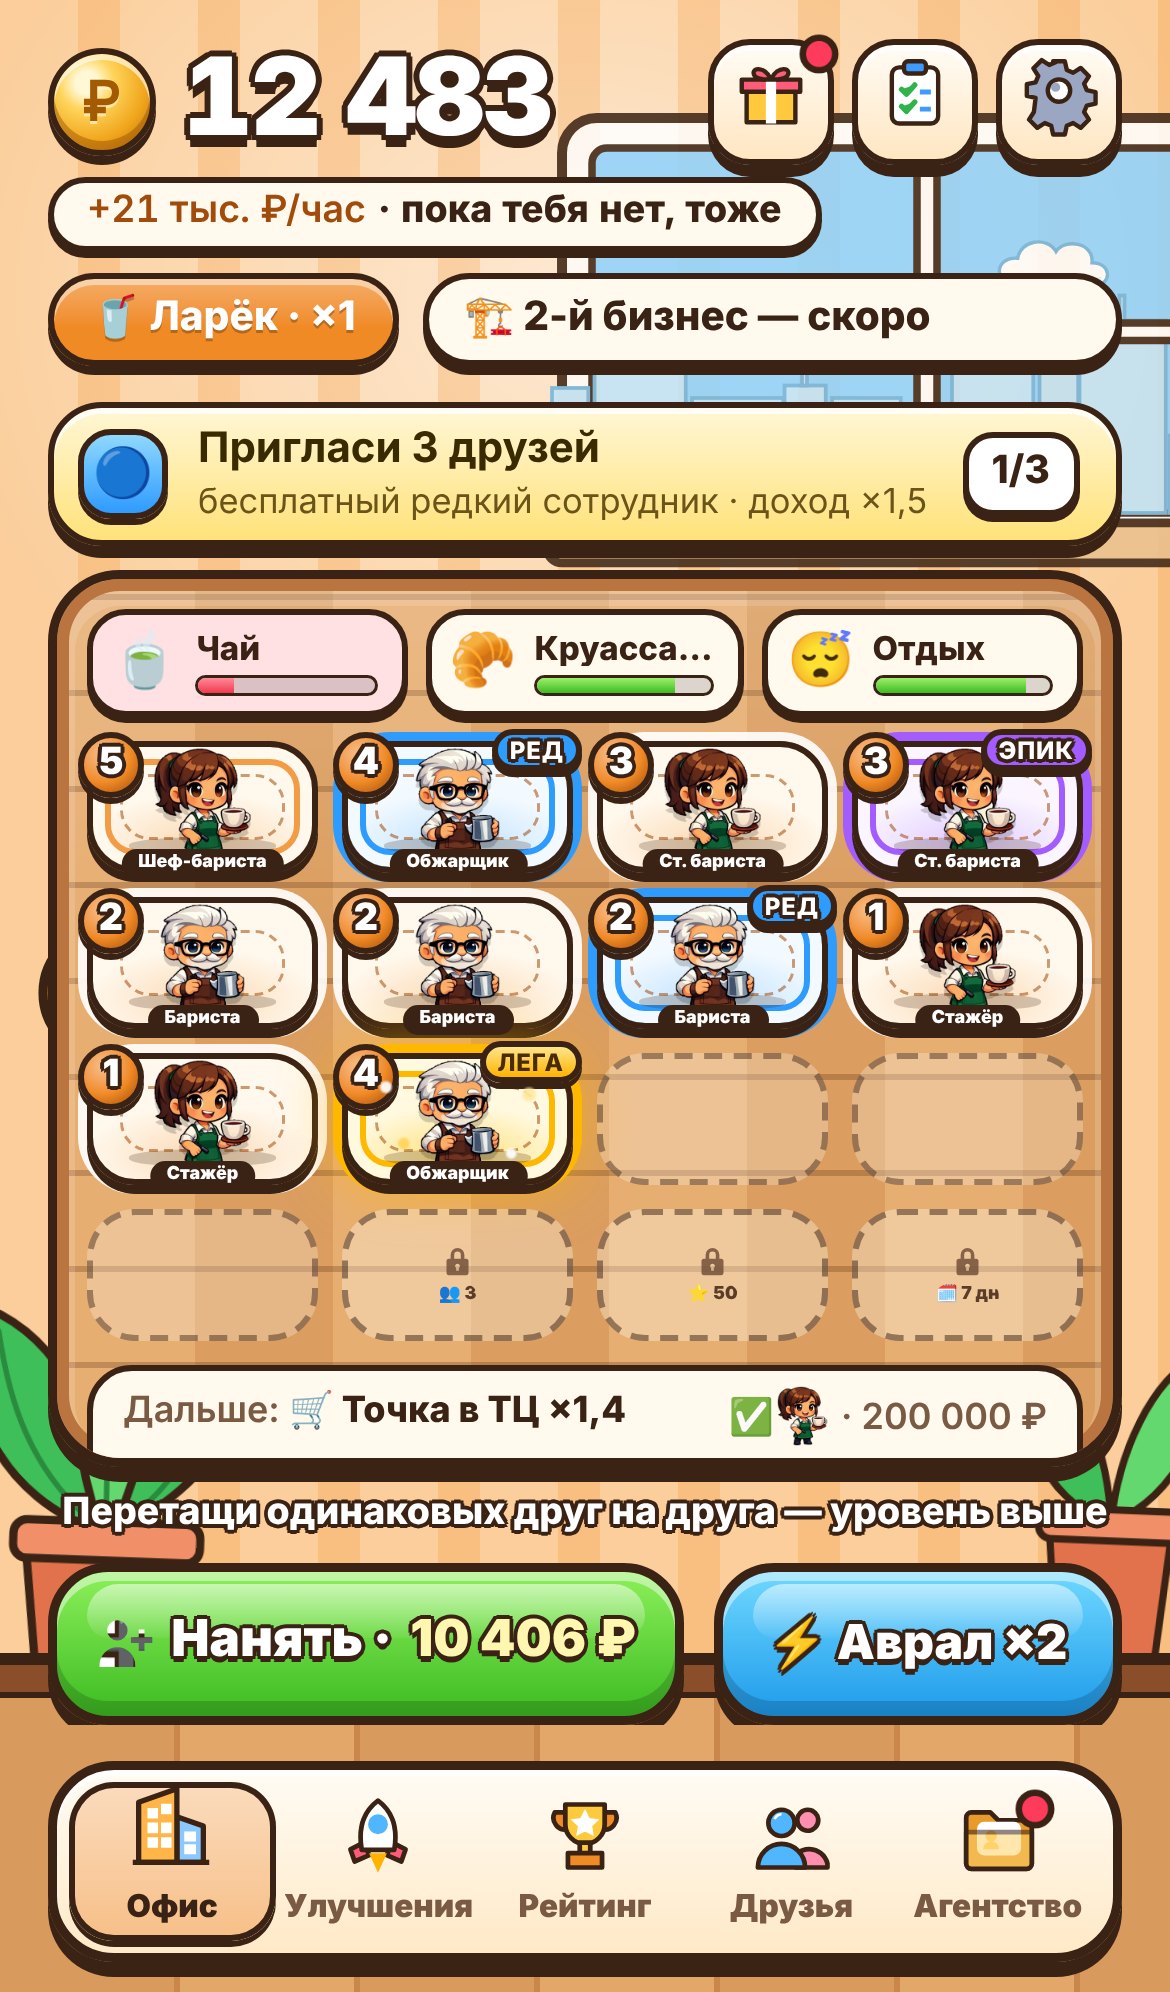 ₽ 12 483
+21 тыс. ₽/час · пока тебя нет, тоже
Ларёк · ×1
2-й бизнес — скоро
Пригласи 3 друзей
бесплатный редкий сотрудник · доход ×1,5
1/3
Чай
Круасса...
Отдых
5
Шеф-бариста
4
РЕД
Обжарщик
3
Ст. бариста
3
ЭПИК
Ст. бариста
2
Бариста
2
Бариста
2
РЕД
Бариста
1
Стажёр
1
Стажёр
4
ЛЕГА
Обжарщик
3
50
7 дн
Дальше: Точка в ТЦ ×1,4
· 200 000 ₽
Перетащи одинаковых друг на друга — уровень выше
Нанять · 10 406 ₽
Аврал ×2
Офис
Улучшения
Рейтинг
Друзья
Агентство